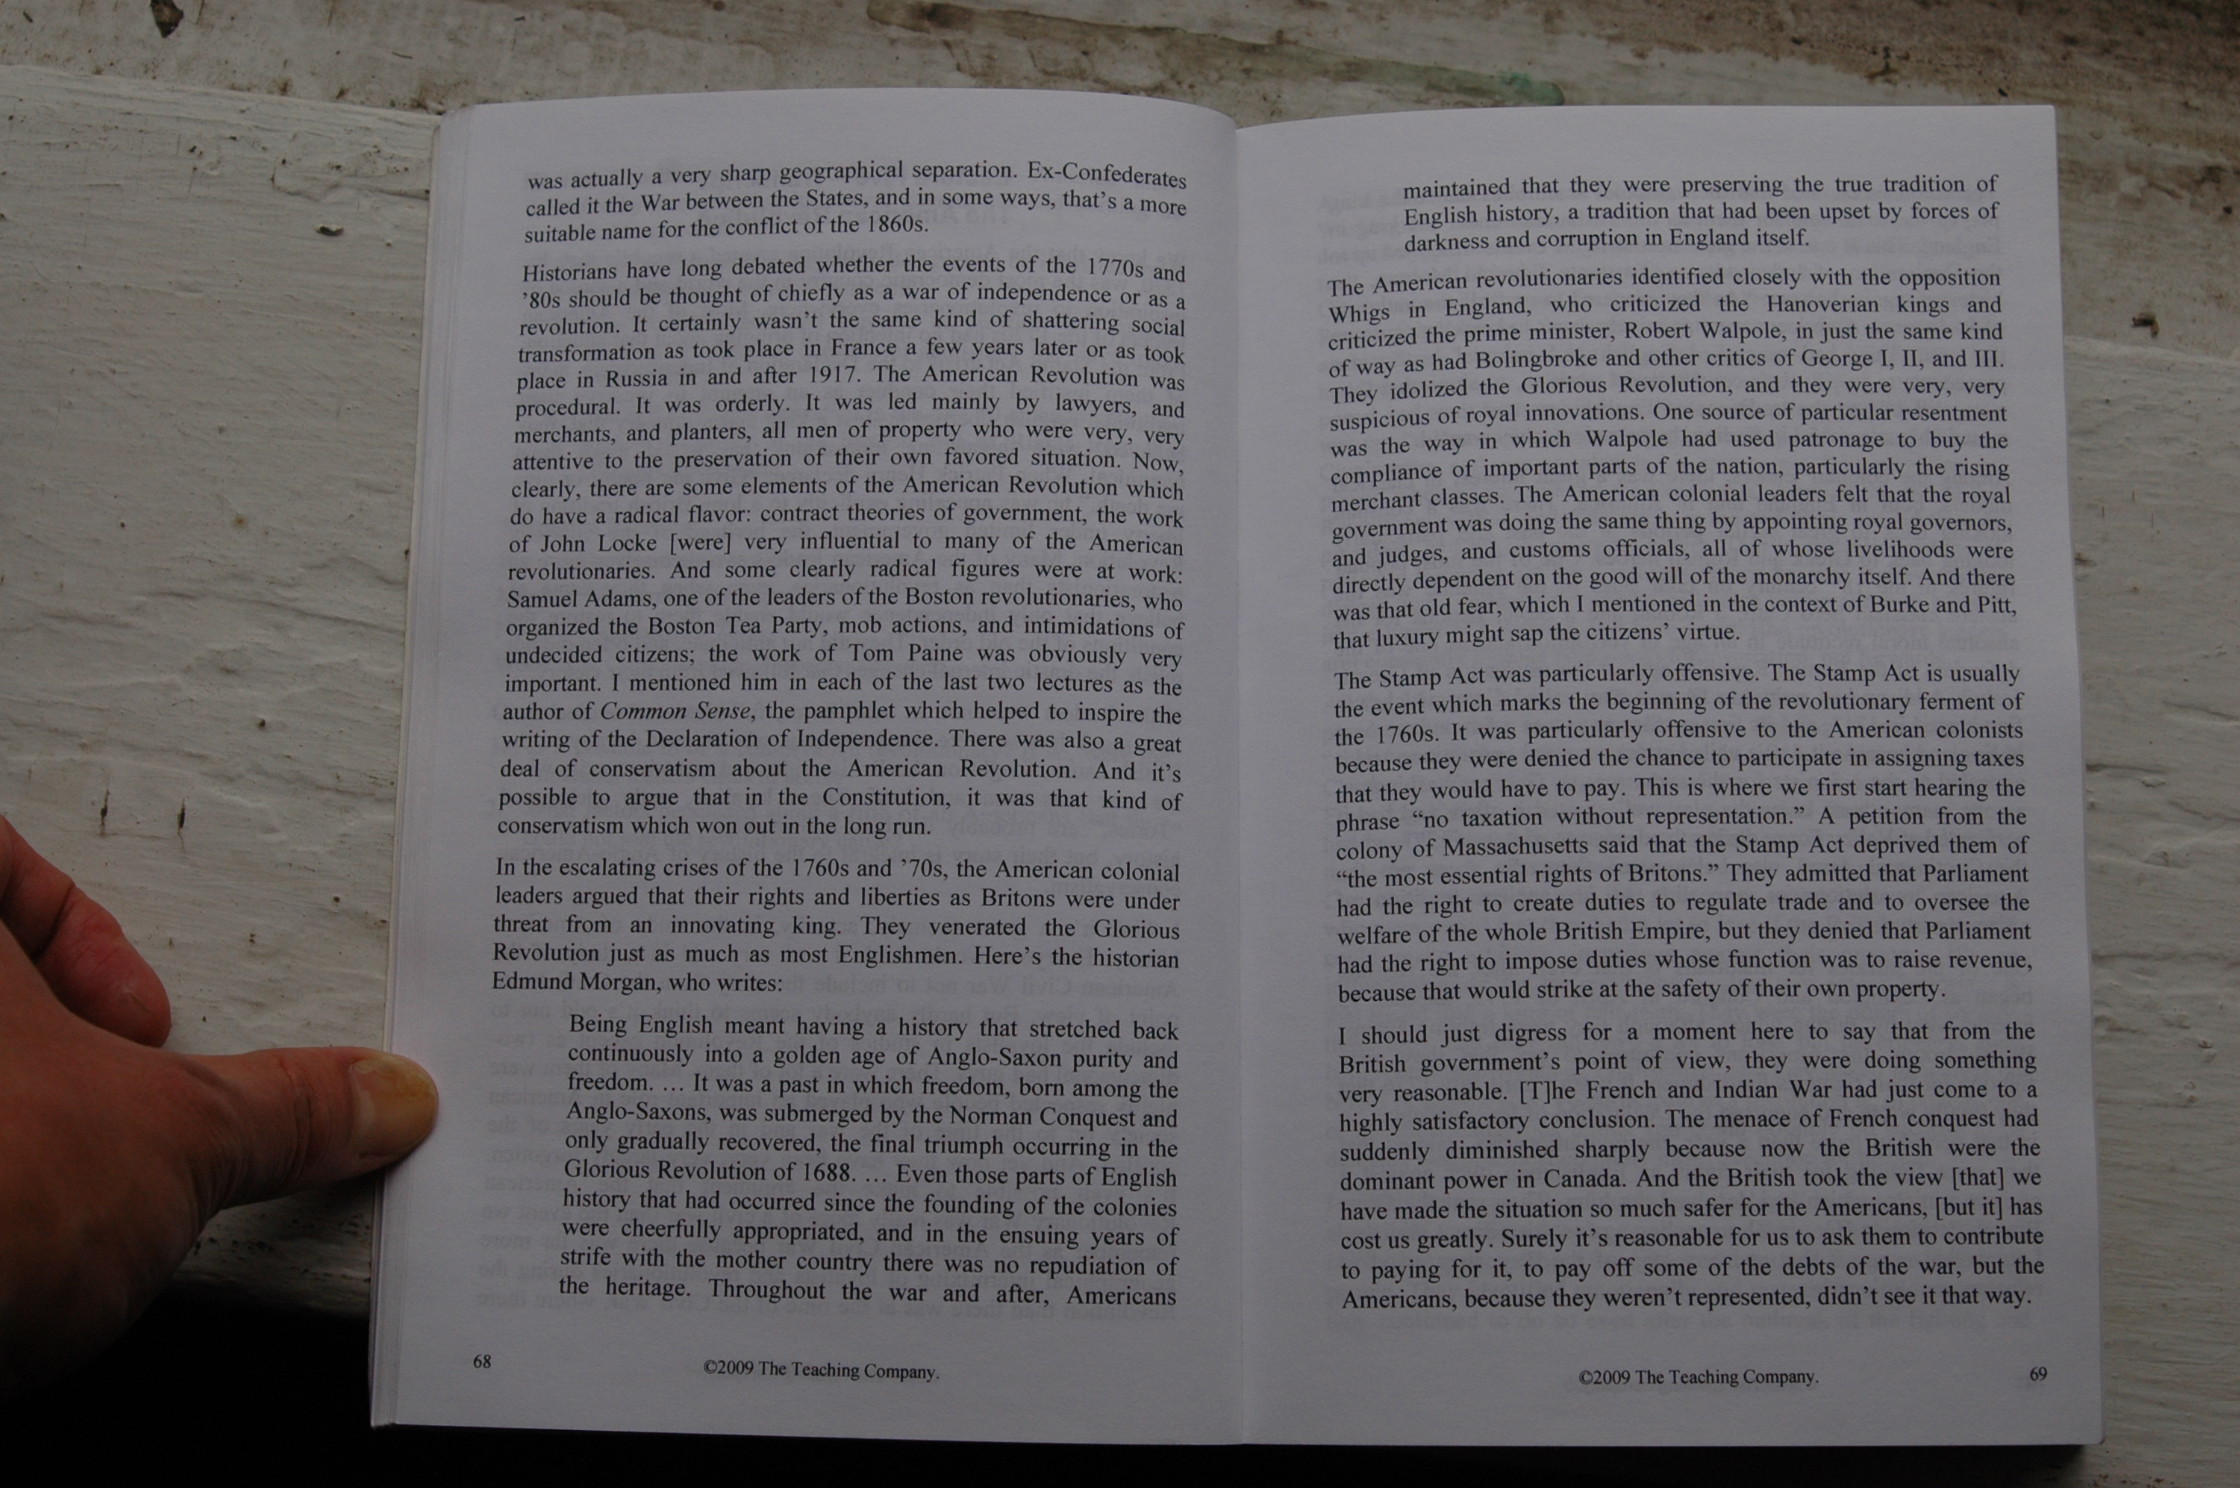 was actually a very sharp geographical separation. Ex-Confederates
called it the War between the States, and in some ways, that's a more
suitable name for the conflict of the 1860s.
Historians have long debated whether the events of the 1770s and
’80s should be thought of chiefly as a war of independence or as a
revolution. It certainly wasn’t the same kind of shattering social
transformation as took place in France a few years later or as took
place in Russia in and after 1917. The American Revolution was
procedural. It was orderly. It was led mainly by lawyers, and
merchants, and planters, all men of property who were very, very
attentive to the preservation of their own favored situation. Now,
clearly, there are some elements of the American Revolution which
do have a radical flavor: contract theories of government, the work
of John Locke [were] very influential to many of the American
revolutionaries. And some clearly radical figures were at work:
Samuel Adams, one of the leaders of the Boston revolutionaries, who
organized the Boston Tea Party, mob actions, and intimidations of
undecided citizens; the work of Tom Paine was obviously very
important. I mentioned him in each of the last two lectures as the
author of Common Sense, the pamphlet which helped to inspire the
writing of the Declaration of Independence. There was also a great
deal of conservatism about the American Revolution. And it’s
possible to argue that in the Constitution, it was that kind of
conservatism which won out in the long run.
In the escalating crises of the 1760s and ’70s, the American colonial
leaders argued that their rights and liberties as Britons were under
threat from an innovating king. They venerated the Glorious
Revolution just as much as most Englishmen. Here’s the historian
Edmund Morgan, who writes:
Being English meant having a history that stretched back
continuously into a golden age of Anglo-Saxon purity and
freedom. … It was a past in which freedom, born among the
Anglo-Saxons, was submerged by the Norman Conquest and
only gradually recovered, the final triumph occurring in the
Glorious Revolution of 1688. … Even those parts of English
history that had occurred since the founding of the colonies
were cheerfully appropriated, and in the ensuing years of
strife with the mother country there was no repudiation of
the heritage. Throughout the war and after, Americans
68
©2009 The Teaching Company.
maintained that they were preserving the true tradition of
English history, a tradition that had been upset by forces of
darkness and corruption in England itself.
The American revolutionaries identified closely with the opposition
Whigs in England, who criticized the Hanoverian kings and
criticized the prime minister, Robert Walpole, in just the same kind
of way as had Bolingbroke and other critics of George I, II, and III.
They idolized the Glorious Revolution, and they were very, very
suspicious of royal innovations. One source of particular resentment
was the way in which Walpole had used patronage to buy the
compliance of important parts of the nation, particularly the rising
merchant classes. The American colonial leaders felt that the royal
government was doing the same thing by appointing royal governors,
and judges, and customs officials, all of whose livelihoods were
directly dependent on the good will of the monarchy itself. And there
was that old fear, which I mentioned in the context of Burke and Pitt,
that luxury might sap the citizens’ virtue.
The Stamp Act was particularly offensive. The Stamp Act is usually
the event which marks the beginning of the revolutionary ferment of
the 1760s. It was particularly offensive to the American colonists
because they were denied the chance to participate in assigning taxes
that they would have to pay. This is where we first start hearing the
phrase “no taxation without representation.” A petition from the
colony of Massachusetts said that the Stamp Act deprived them of
“the most essential rights of Britons.” They admitted that Parliament
had the right to create duties to regulate trade and to oversee the
welfare of the whole British Empire, but they denied that Parliament
had the right to impose duties whose function was to raise revenue,
because that would strike at the safety of their own property.
I should just digress for a moment here to say that from the
British government’s point of view, they were doing something
very reasonable. [T]he French and Indian War had just come to a
highly satisfactory conclusion. The menace of French conquest had
suddenly diminished sharply because now the British were the
dominant power in Canada. And the British took the view [that] we
have made the situation so much safer for the Americans, [but it] has
cost us greatly. Surely it’s reasonable for us to ask them to contribute
to paying for it, to pay off some of the debts of the war, but the
Americans, because they weren’t represented, didn’t see it that way.
©2009 The Teaching Company.
69